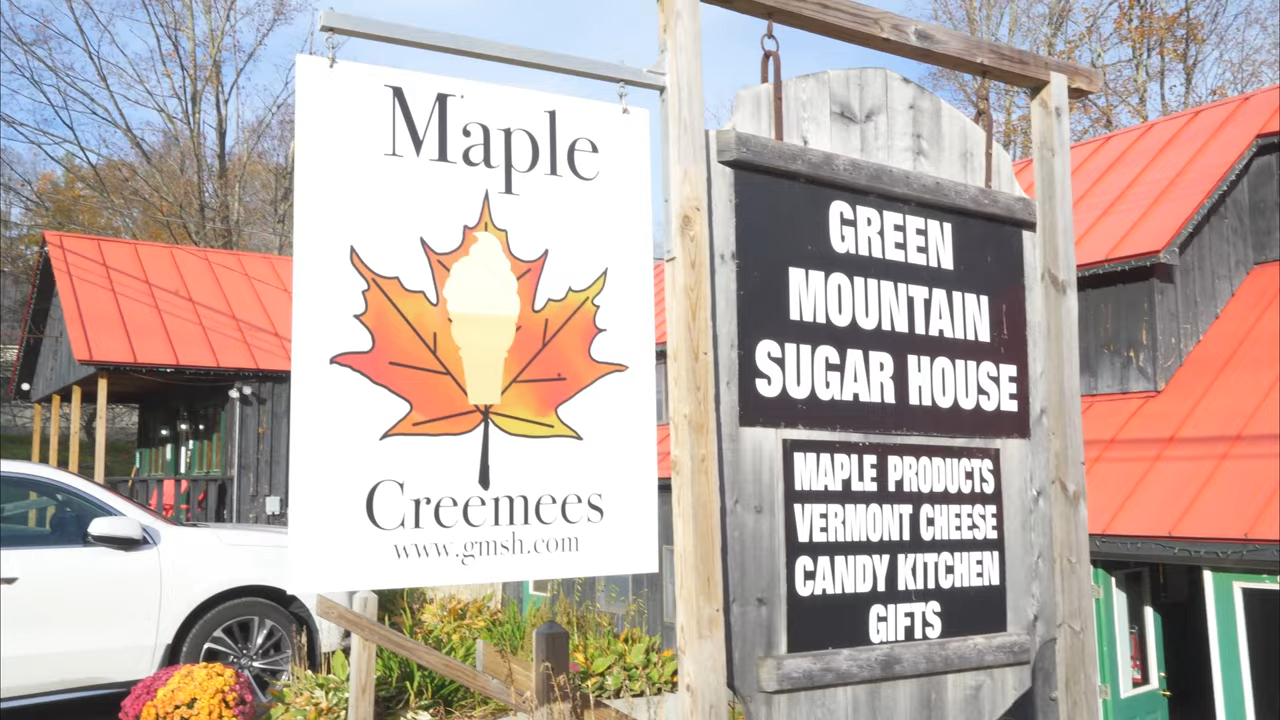 Maple
Creemees
www.gmsh.com
GREEN
MOUNTAIN
SUGAR HOUSE
MAPLE PRODUCTS
VERMONT CHEESE
CANDY KITCHEN
GIFTS